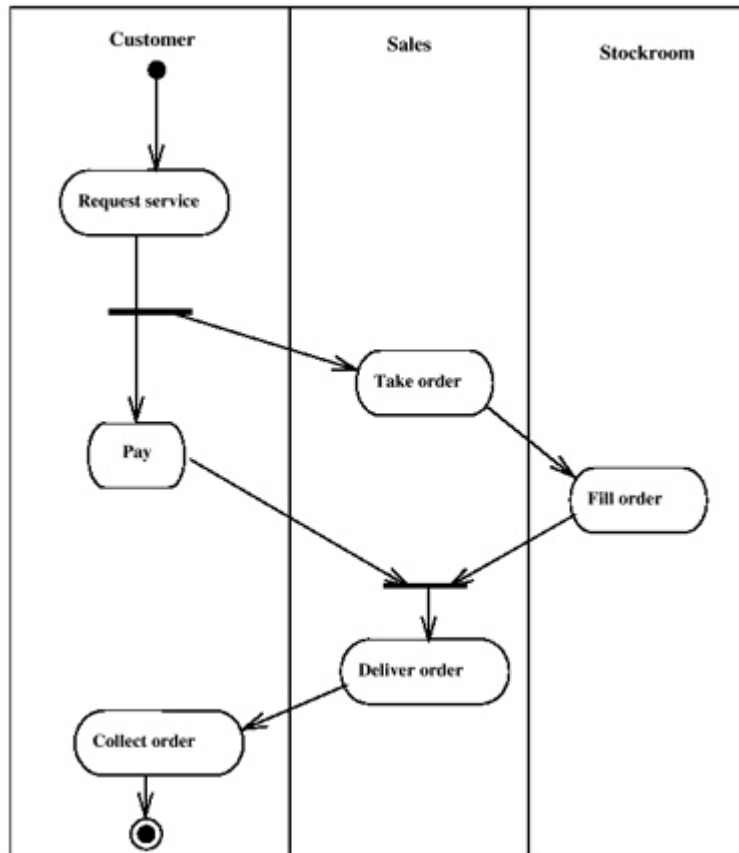 Customer
Sales
Stockroom
Request service
Take order
Pay
Fill order
Deliver order
Collect order